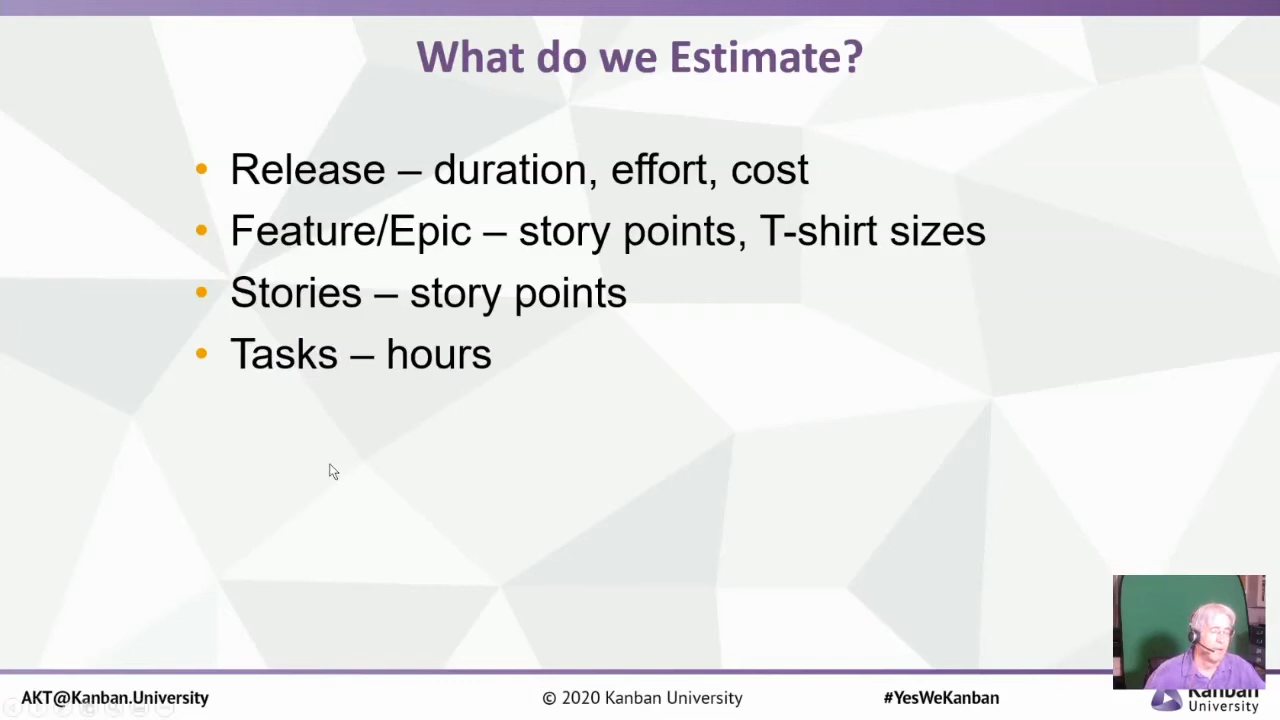 What do we Estimate?
• Release – duration, effort, cost
• Feature/Epic – story points, T-shirt sizes
• Stories – story points
• Tasks – hours
AKT@Kanban.University
© 2020 Kanban University
#YesWeKanban
Kanban
University